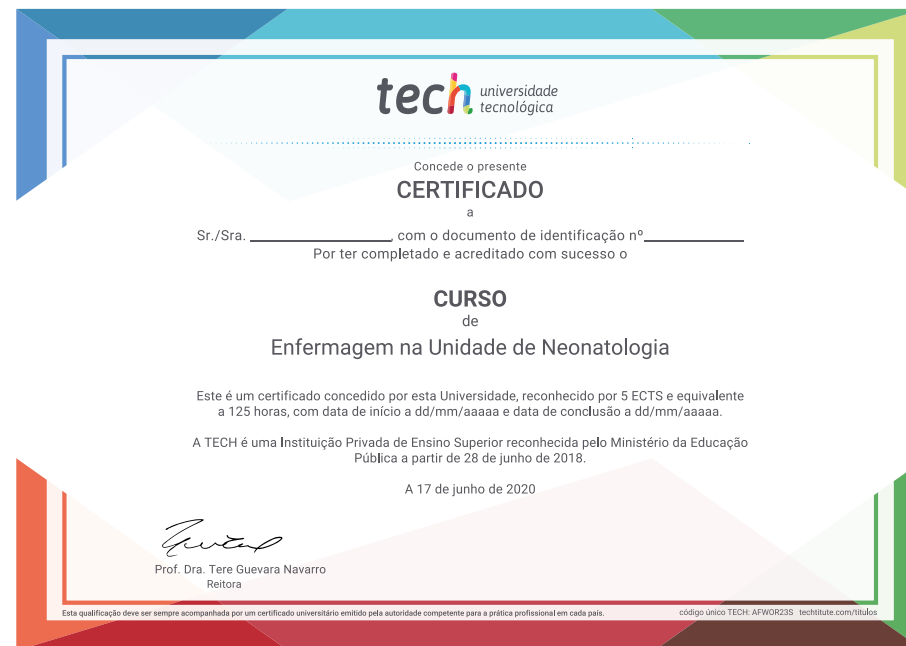 tech universidade
tecnológica
Concede o presente
CERTIFICADO
a
Sr./Sra. ________________, com o documento de identificação nº____________
Por ter completado e acreditado com sucesso o
CURSO
de
Enfermagem na Unidade de Neonatologia
Este é um certificado concedido por esta Universidade, reconhecido por 5 ECTS e equivalente
a 125 horas, com data de início a dd/mm/aaaaa e data de conclusão a dd/mm/aaaaa.
A TECH é uma Instituição Privada de Ensino Superior reconhecida pelo Ministério da Educação
Pública a partir de 28 de junho de 2018.
A 17 de junho de 2020
Prof. Dra. Tere Guevara Navarro
Reitora
Esta qualificação deve ser sempre acompanhada por um certificado universitário emitido pela autoridade competente para a prática profissional em cada país.
código único TECH: AFWOR23S techtitute.com/titulos